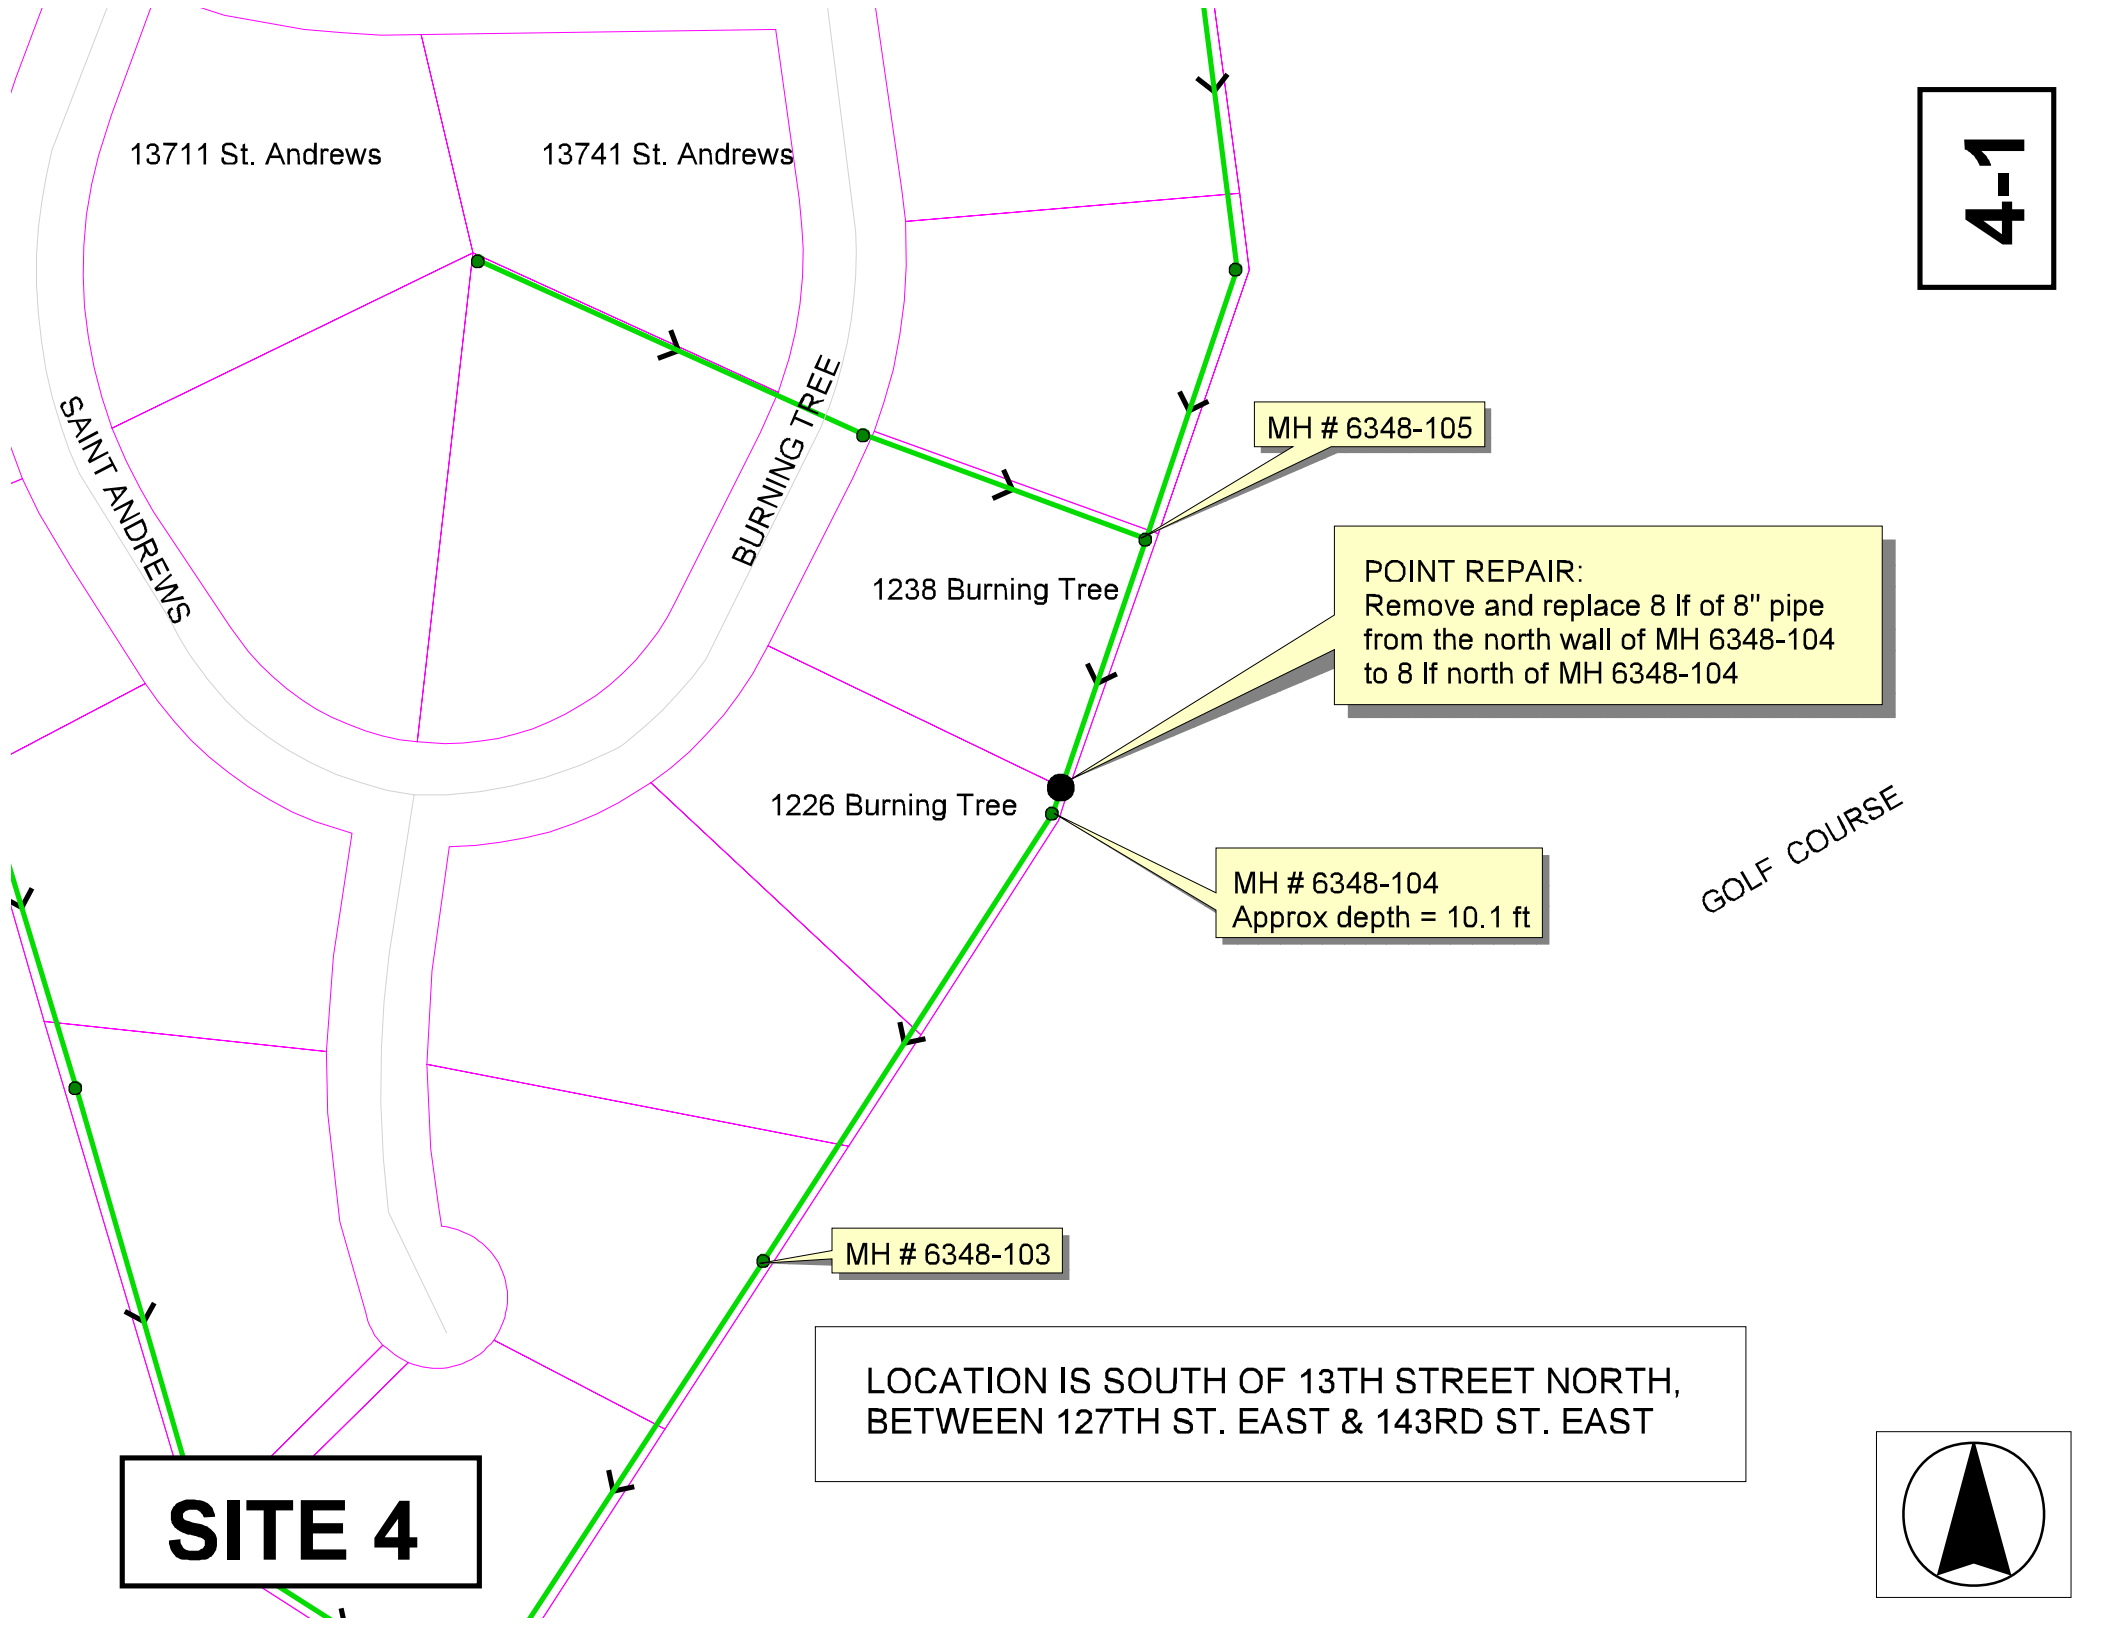 13711 St. Andrews
13741 St. Andrews
4-1
SAINT ANDREWS
BURNING TREE
MH # 6348-105
1238 Burning Tree
POINT REPAIR:
Remove and replace 8 lf of 8" pipe
from the north wall of MH 6348-104
to 8 lf north of MH 6348-104
1226 Burning Tree
GOLF COURSE
MH # 6348-104
Approx depth = 10.1 ft
MH # 6348-103
LOCATION IS SOUTH OF 13TH STREET NORTH,
BETWEEN 127TH ST. EAST & 143RD ST. EAST
SITE 4